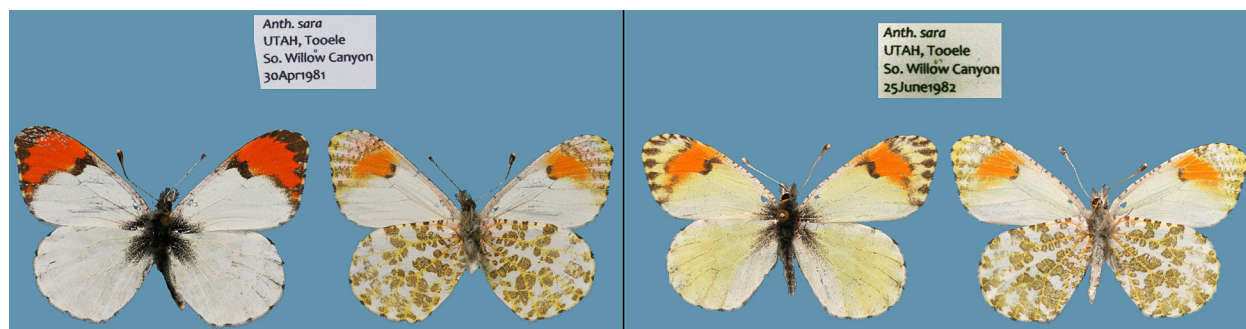 Anth. sara
UTAH, Tooele
So. Willow Canyon
30Apr1981
Anth. sara
UTAH, Tooele
So. Willow Canyon
25June1982